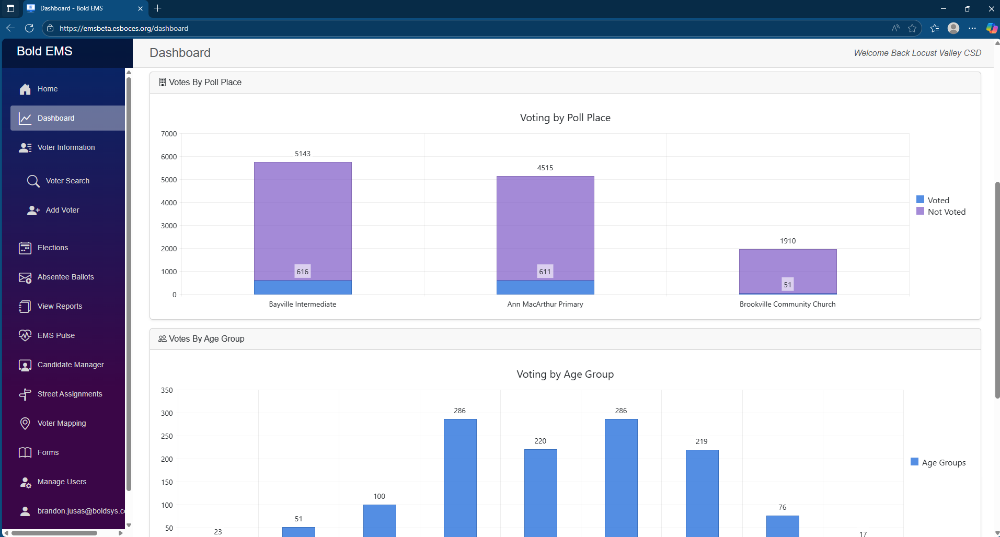 Dashboard - Bold EMS
https://emsbeta.esboces.org/dashboard
Bold EMS
Dashboard
Welcome Back Locust Valley CSD
Home
Dashboard
Voter Information
Voter Search
Add Voter
Elections
Absentee Ballots
View Reports
EMS Pulse
Candidate Manager
Street Assignments
Voter Mapping
Forms
Manage Users
brandon.jusas@boldsys.c
Votes By Poll Place
Voting by Poll Place
7000
6000
5000
4000
3000
2000
1000
0
5143
4515
1910
616
611
51
Bayville Intermediate
Ann MacArthur Primary
Brookville Community Church
Voted
Not Voted
Votes By Age Group
Voting by Age Group
350
300
250
200
150
100
50
23
51
100
286
220
286
219
76
17
Age Groups